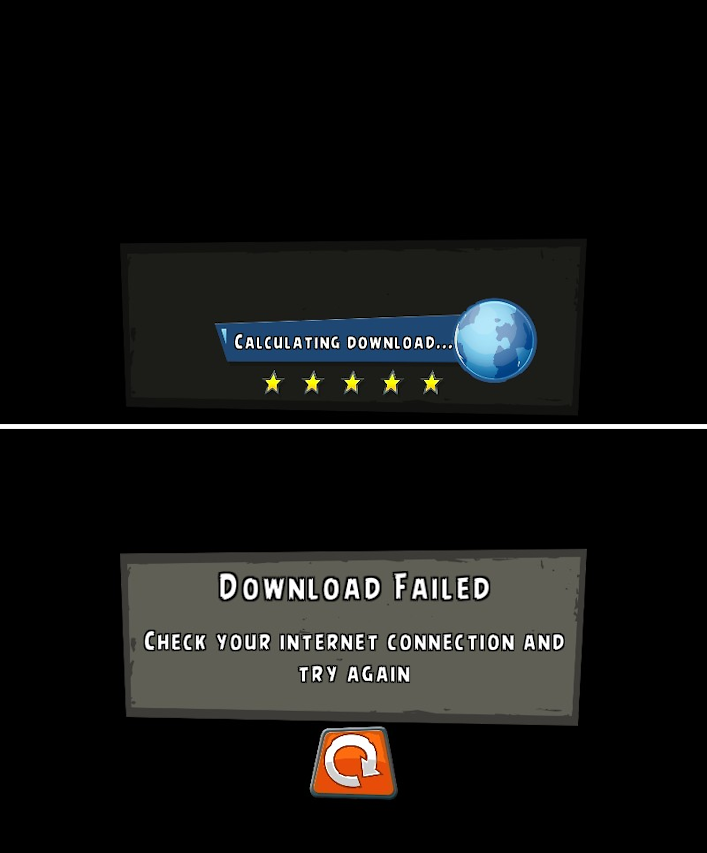 Calculating download...
Download Failed
Check your internet connection and
try again